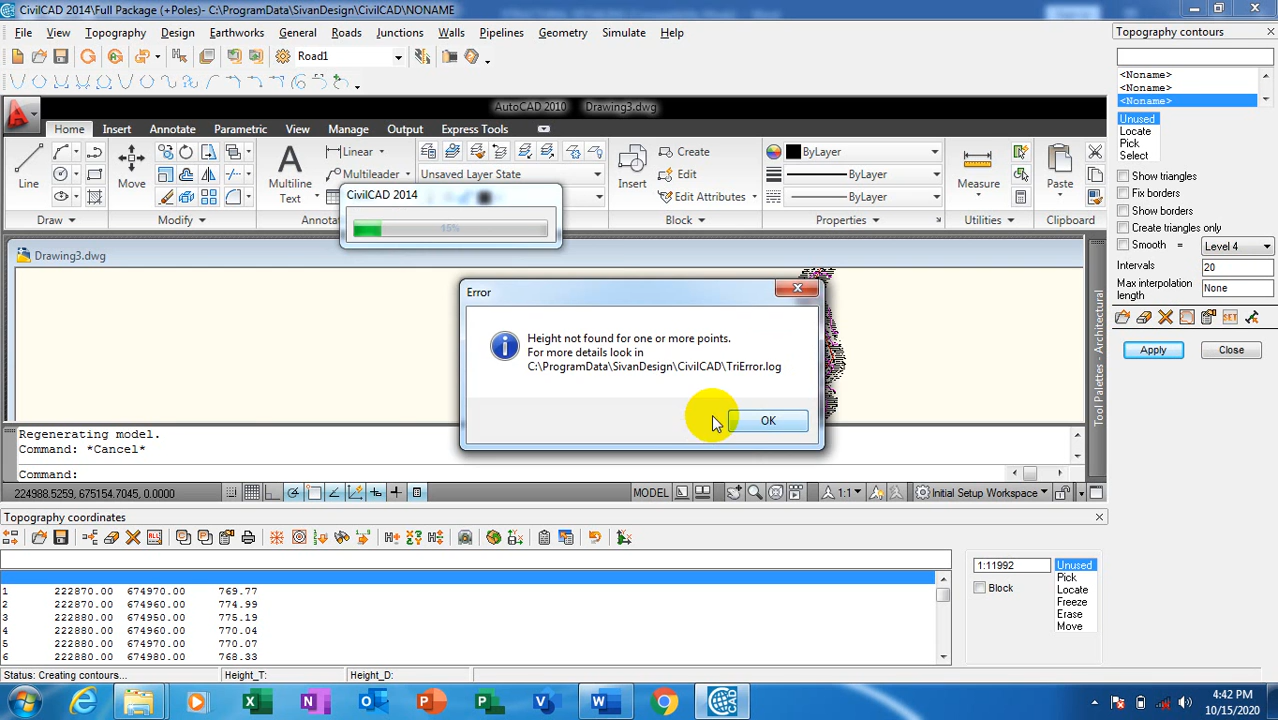 CivilCAD 2014\Full Package (+Poles)- C:\ProgramData\SivanDesign\CivilCAD\NONAME
File View Topography Design Earthworks General Roads Junctions Walls Pipelines Geometry Simulate Help
Road1
AutoCAD 2010 Drawing3.dwg
Home Insert Annotate Parametric View Manage Output Express Tools
Line
Move
Multiline
Text
Linear
Multileader
Unsaved Layer State
Insert
Create
Edit
Edit Attributes
ByLayer
ByLayer
ByLayer
Measure
Paste
Draw
Modify
Block
Properties
Utilities
Clipboard
CivilCAD 2014
15%
Drawing3.dwg
Error
Height not found for one or more points.
For more details look in
C:\ProgramData\SivanDesign\CivilCAD\TriError.log
OK
Regenerating model.
Command: *Cancel*
Command:
Tool Palettes - Architectural
224988.5259, 675154.7045, 0.0000
MODEL
1:1
Initial Setup Workspace
Topography coordinates
1 222870.00 674970.00 769.77
2 222880.00 674960.00 774.99
3 222880.00 674950.00 775.19
4 222880.00 674960.00 770.04
5 222880.00 674970.00 770.07
6 222880.00 674980.00 768.33
1:11992
Block
Unused
Pick
Locate
Freeze
Erase
Move
Status: Creating contours...
Height_T:
Height_D:
Topography contours
<Noname>
<Noname>
<Noname>
Unused
Locate
Pick
Select
Show triangles
Fix borders
Show borders
Create triangles only
Smooth = Level 4
Intervals 20
Max interpolation
length None
Apply Close
4:42 PM
10/15/2020